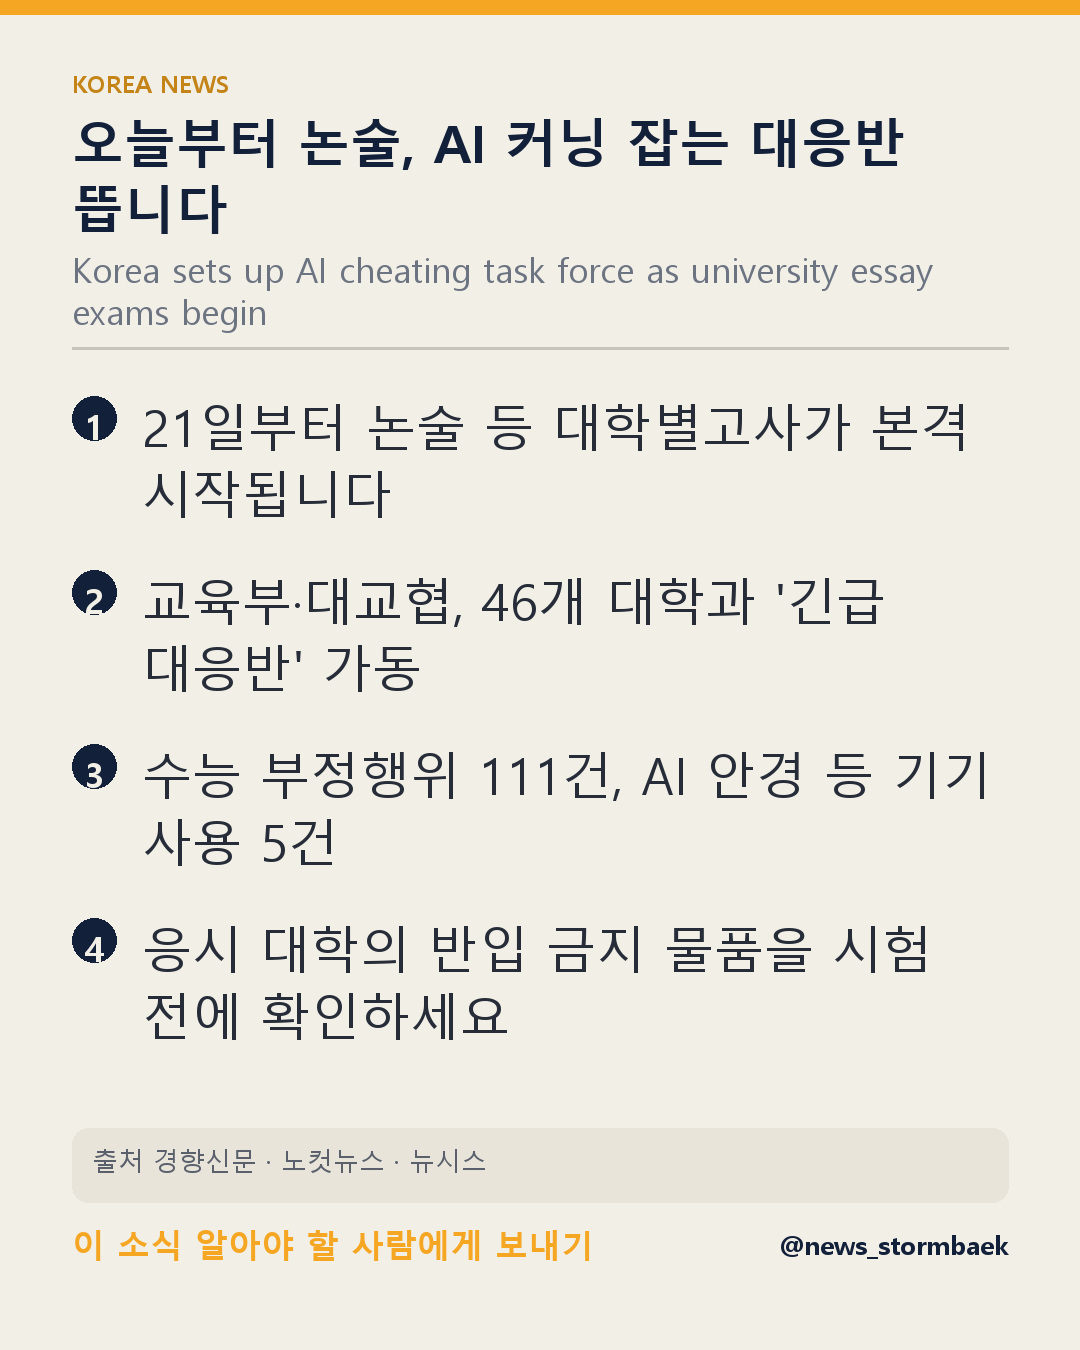 KOREA NEWS
오늘부터 논술, AI 커닝 잡는 대응반
뜹니다
Korea sets up AI cheating task force as university essay
exams begin
1 21일부터 논술 등 대학별고사가 본격
시작됩니다
2 교육부·대교협, 46개 대학과 '긴급
대응반' 가동
3 수능 부정행위 111건, AI 안경 등 기기
사용 5건
4 응시 대학의 반입 금지 물품을 시험
전에 확인하세요
출처 경향신문 · 노컷뉴스 · 뉴시스
이 소식 알아야 할 사람에게 보내기
@news_stormbaek